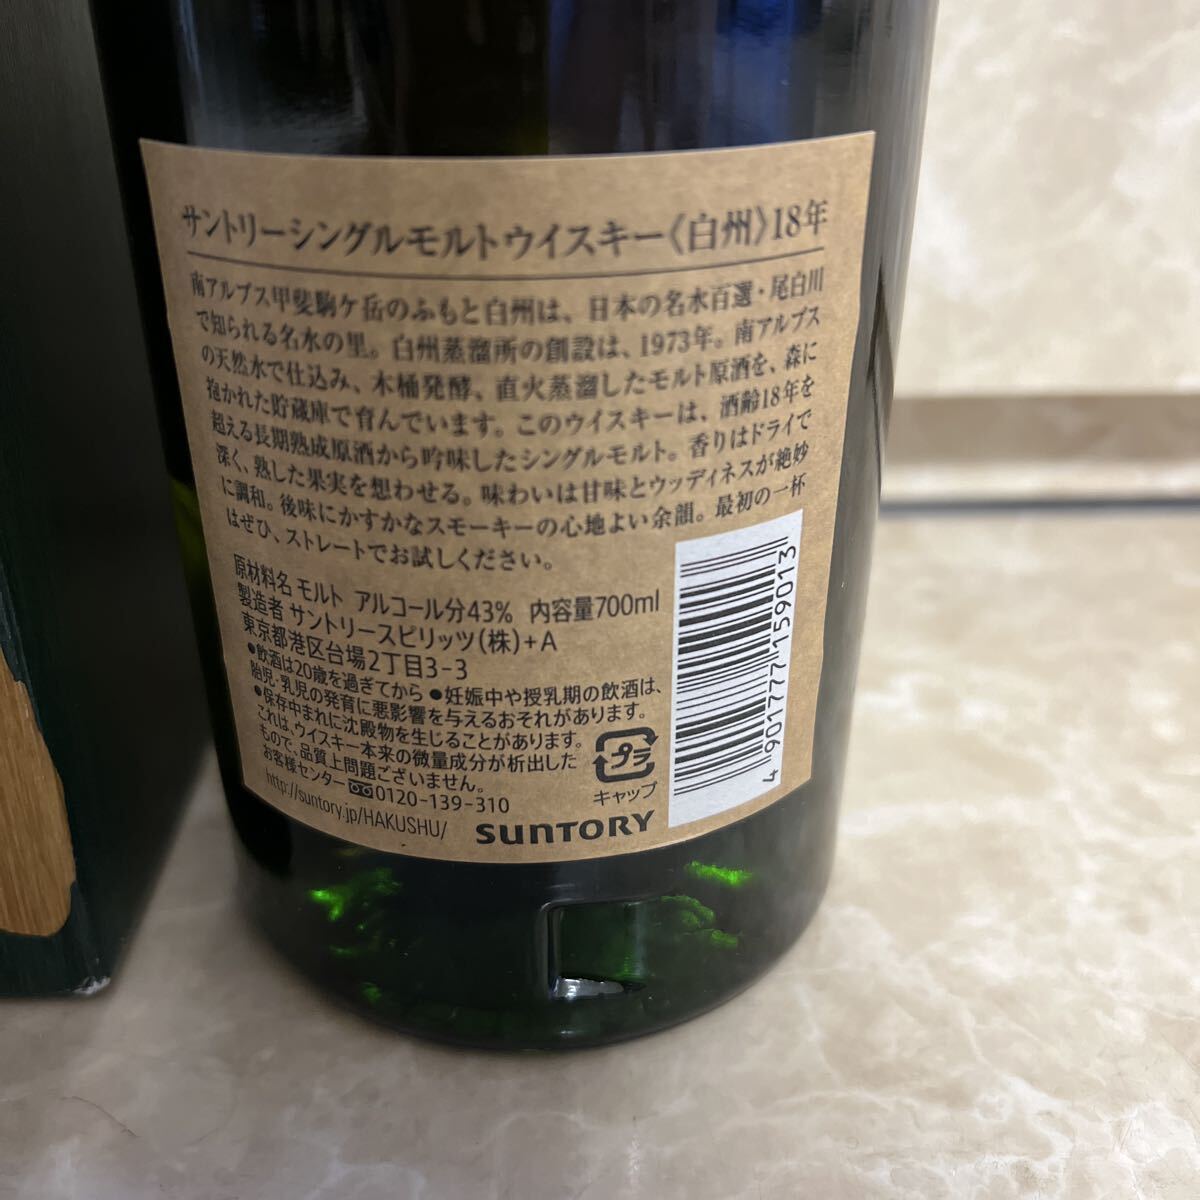 サントリーシングルモルトウイスキー《白州》18年
南アルプス甲斐駒ケ岳のふもと白州は、日本の名水百選・尾白川
で知られる名水の里。白州蒸溜所の創設は、1973年。南アルプス
の天然水で仕込み、木桶発酵、直火蒸溜したモルト原酒を、森に
抱かれた貯蔵庫で育んでいます。このウイスキーは、酒齢18年を
超える長期熟成原酒から吟味したシングルモルト。香りはドライで
深く、熟した果実を想わせる。味わいは甘味とウッディネスが絶妙
に調和。後味にかすかなスモーキーの心地よい余韻。最初の一杯
はぜひ、ストレートでお試しください。
原材料名 モルト アルコール分43% 内容量700ml
製造者 サントリースピリッツ(株)+A
東京都港区台場2丁目3-3
●飲酒は20歳を過ぎてから ●妊娠中や授乳期の飲酒は、
胎児・乳児の発育に悪影響を与えるおそれがあります。
●保存中まれに沈殿物を生じることがあります。
これは、ウイスキー本来の微量成分が析出した
もので、品質上問題ございません。
お客様センター 0120-139-310
http://suntory.jp/HAKUSHU/
プラ
キャップ
SUNTORY
4 901777 159013